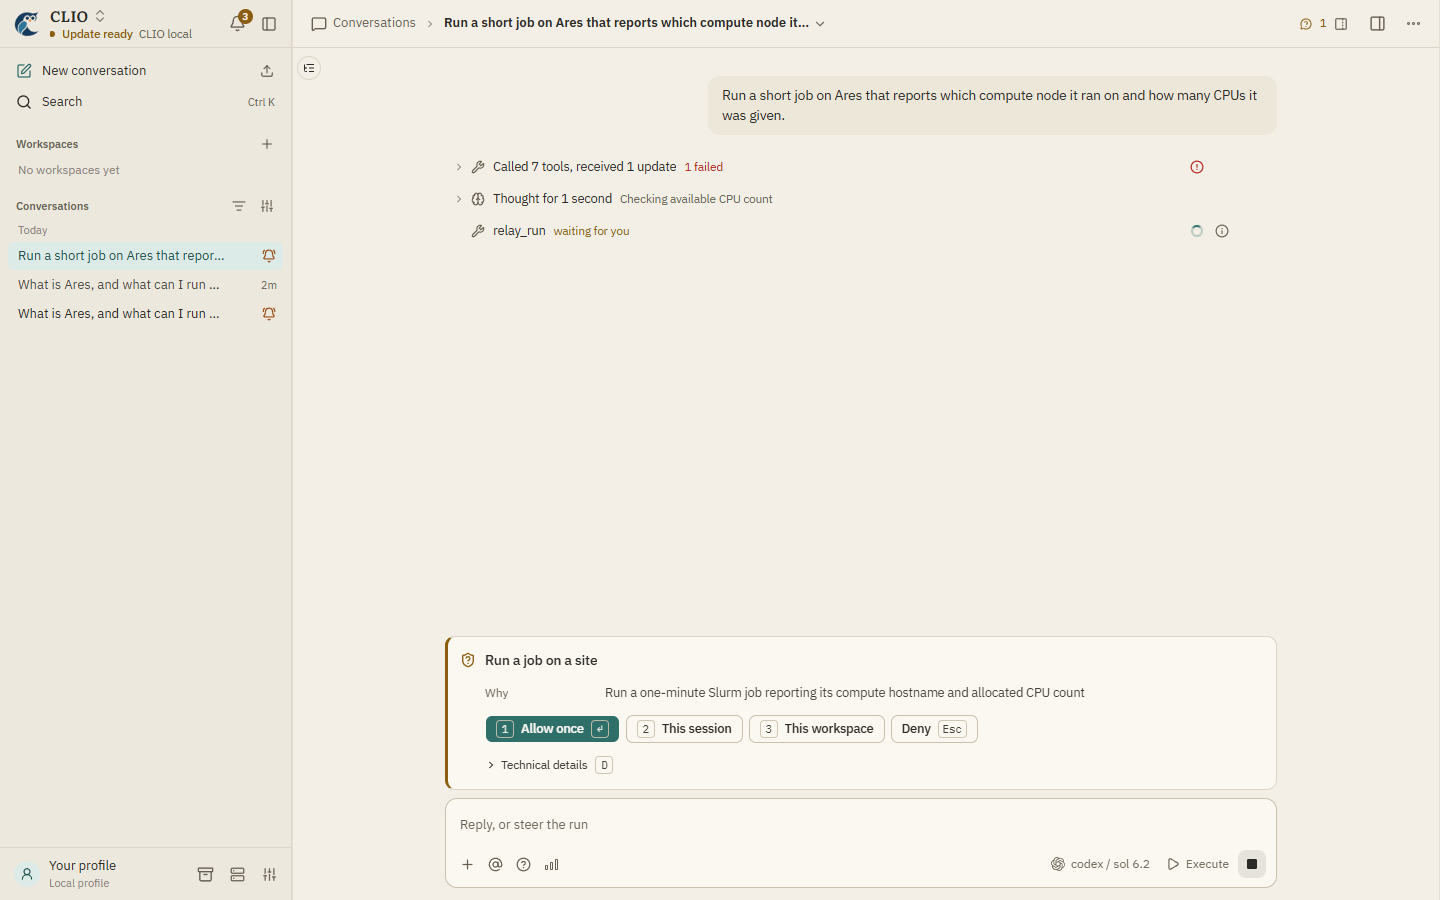 CLIO
3
Update ready CLIO local
New conversation
Search Ctrl K
Workspaces
No workspaces yet
Conversations
Today
Run a short job on Ares that repor...
What is Ares, and what can I run ... 2m
What is Ares, and what can I run ...
Your profile
Local profile
Conversations Run a short job on Ares that reports which compute node it... 1
Run a short job on Ares that reports which compute node it ran on and how many CPUs it
was given.
Called 7 tools, received 1 update 1 failed
Thought for 1 second Checking available CPU count
relay_run waiting for you
Run a job on a site
Why Run a one-minute Slurm job reporting its compute hostname and allocated CPU count
1 Allow once 2 This session 3 This workspace Deny Esc
Technical details D
Reply, or steer the run
codex / sol 6.2 Execute